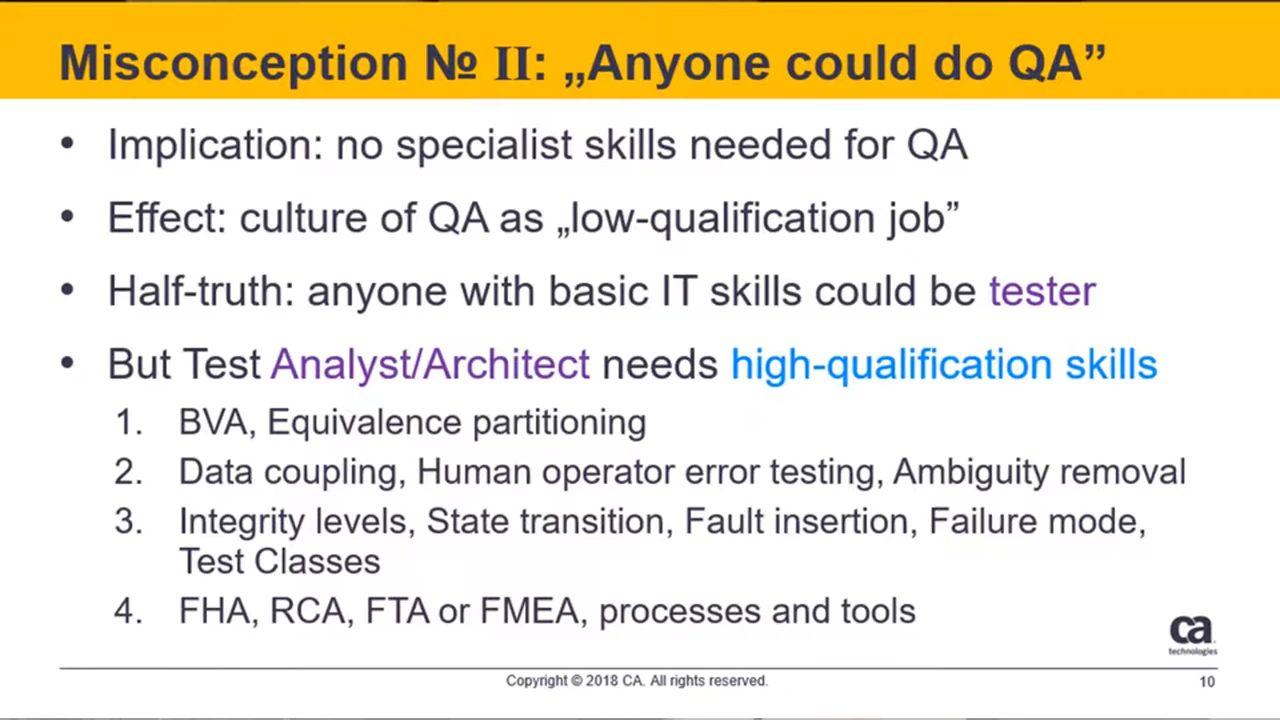 Misconception № II: „Anyone could do QA”
• Implication: no specialist skills needed for QA
• Effect: culture of QA as „low-qualification job”
• Half-truth: anyone with basic IT skills could be tester
• But Test Analyst/Architect needs high-qualification skills
1. BVA, Equivalence partitioning
2. Data coupling, Human operator error testing, Ambiguity removal
3. Integrity levels, State transition, Fault insertion, Failure mode,
Test Classes
4. FHA, RCA, FTA or FMEA, processes and tools
ca
technologies
Copyright © 2018 CA. All rights reserved.
10